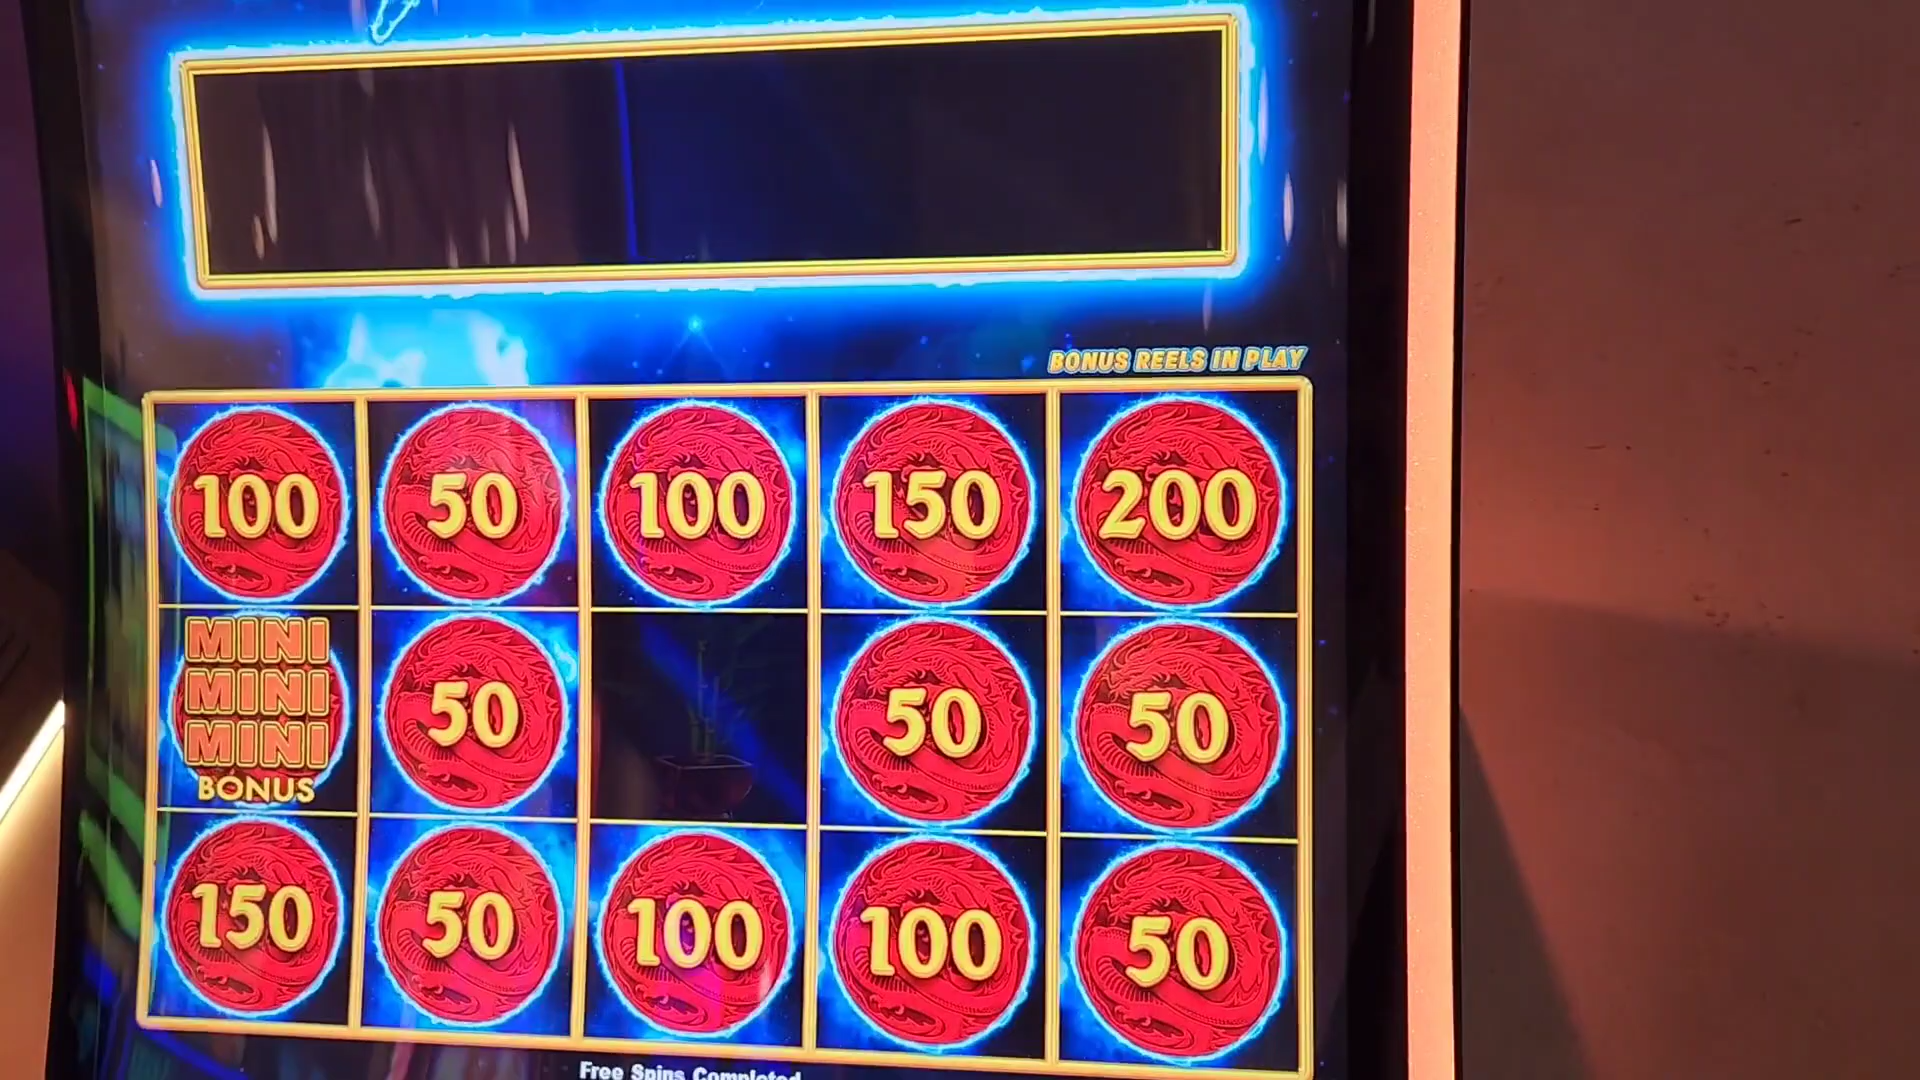 BONUS REELS IN PLAY
100 50 100 150 200
MINI
MINI
MINI
BONUS
50 50 50
150 50 100 100 50
Free Spins Completed